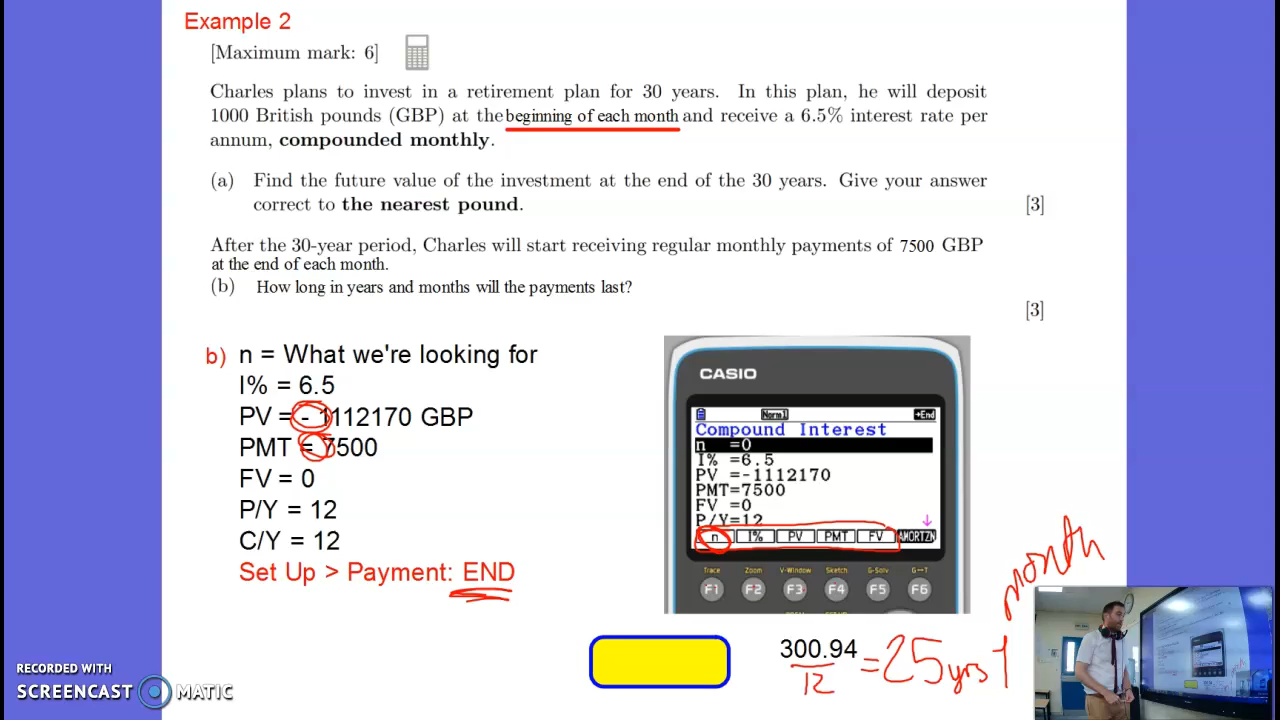 Example 2
[Maximum mark: 6]
Charles plans to invest in a retirement plan for 30 years. In this plan, he will deposit
1000 British pounds (GBP) at the beginning of each month and receive a 6.5% interest rate per
annum, compounded monthly.
(a) Find the future value of the investment at the end of the 30 years. Give your answer
correct to the nearest pound. [3]
After the 30-year period, Charles will start receiving regular monthly payments of 7500 GBP
at the end of each month.
(b) How long in years and months will the payments last?
[3]
b) n = What we're looking for
I% = 6.5
PV = - 1112170 GBP
PMT = 7500
FV = 0
P/Y = 12
C/Y = 12
Set Up > Payment: END
CASIO
Norm1 End
Compound Interest
n =0
I% =6.5
PV =-1112170
PMT=7500
FV =0
P/Y=12
n I% PV PMT FV AMORTZN
Trace Zoom V-Window Sketch G-Solv G↔T
F1 F2 F3 F4 F5 F6
300.94
12
= 25 yrs 1 month
RECORDED WITH
SCREENCAST MATIC